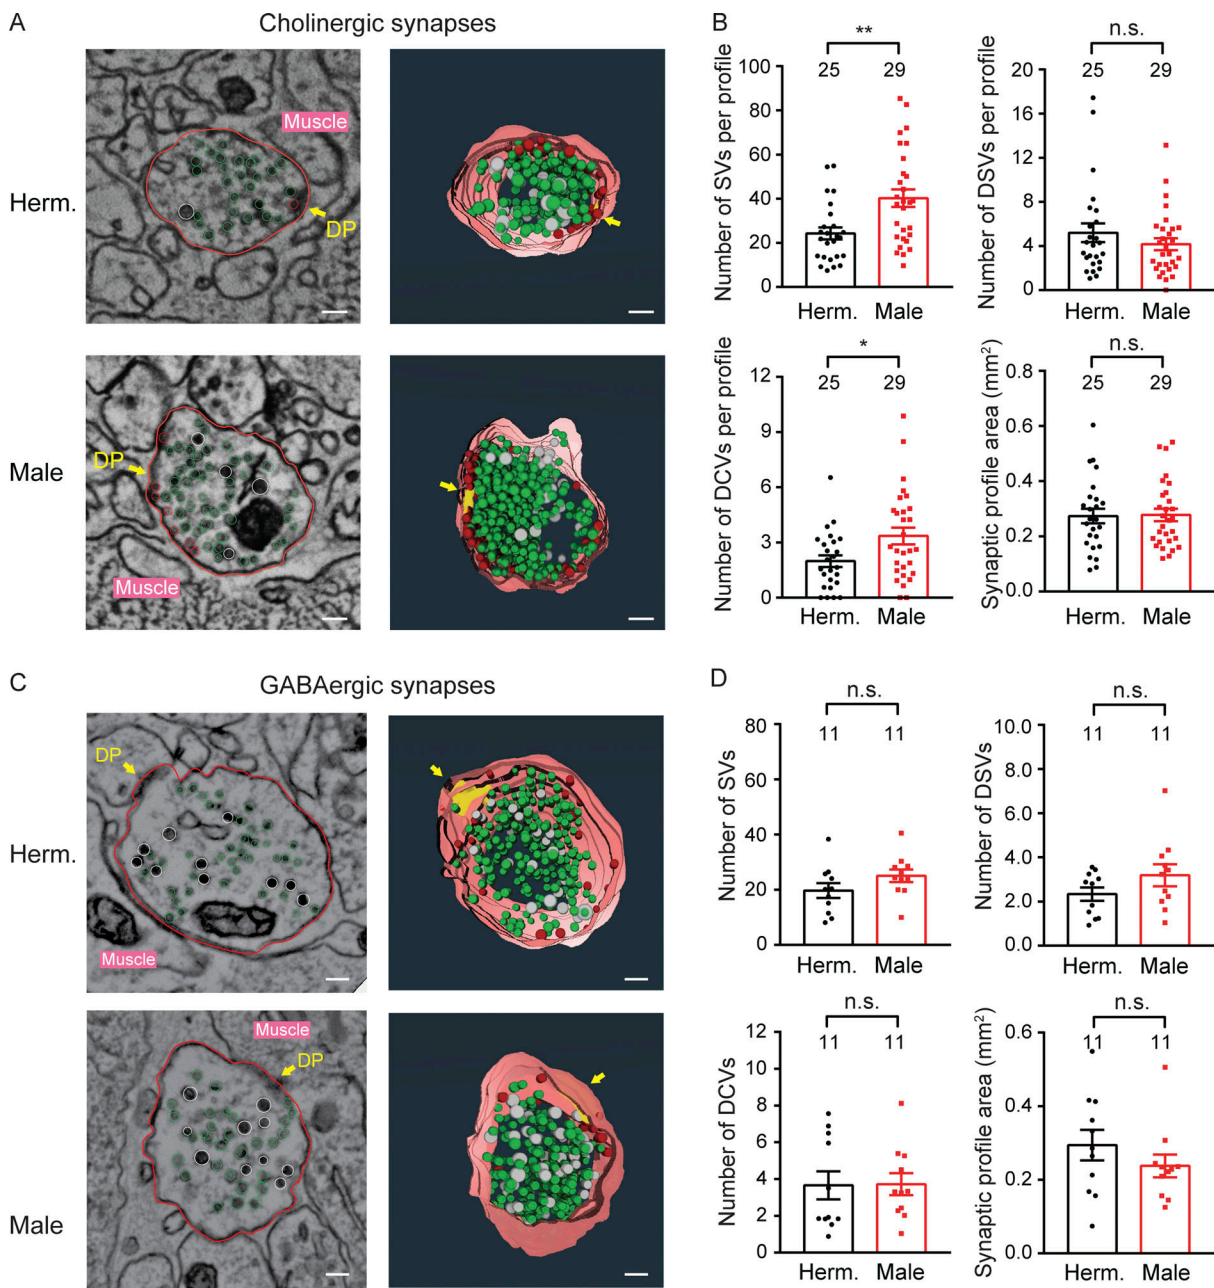 A
Cholinergic synapses
Herm.
Muscle
DP
Male
DP
Muscle
B
**
25 29
100
80
60
40
20
0
Number of SVs per profile
Herm. Male
n.s.
25 29
20
16
12
8
4
0
Number of DSVs per profile
Herm. Male
*
25 29
12
9
6
3
0
Number of DCVs per profile
Herm. Male
n.s.
25 29
0.8
0.6
0.4
0.2
0.0
Synaptic profile area (mm²)
Herm. Male
C
GABAergic synapses
Herm.
DP
Muscle
Male
Muscle
DP
D
n.s.
11 11
80
60
40
20
0
Number of SVs
Herm. Male
n.s.
11 11
10.0
8.0
6.0
4.0
2.0
0.0
Number of DSVs
Herm. Male
n.s.
11 11
12
10
8
6
4
2
0
Number of DCVs
Herm. Male
n.s.
11 11
0.6
0.4
0.2
0.0
Synaptic profile area (mm²)
Herm. Male